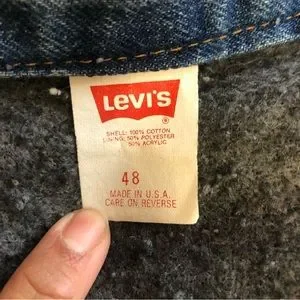 LEVI'S
®
SHELL: 100% COTTON
LINING: 50% POLYESTER
50% ACRYLIC
48
MADE IN U.S.A.
CARE ON REVERSE